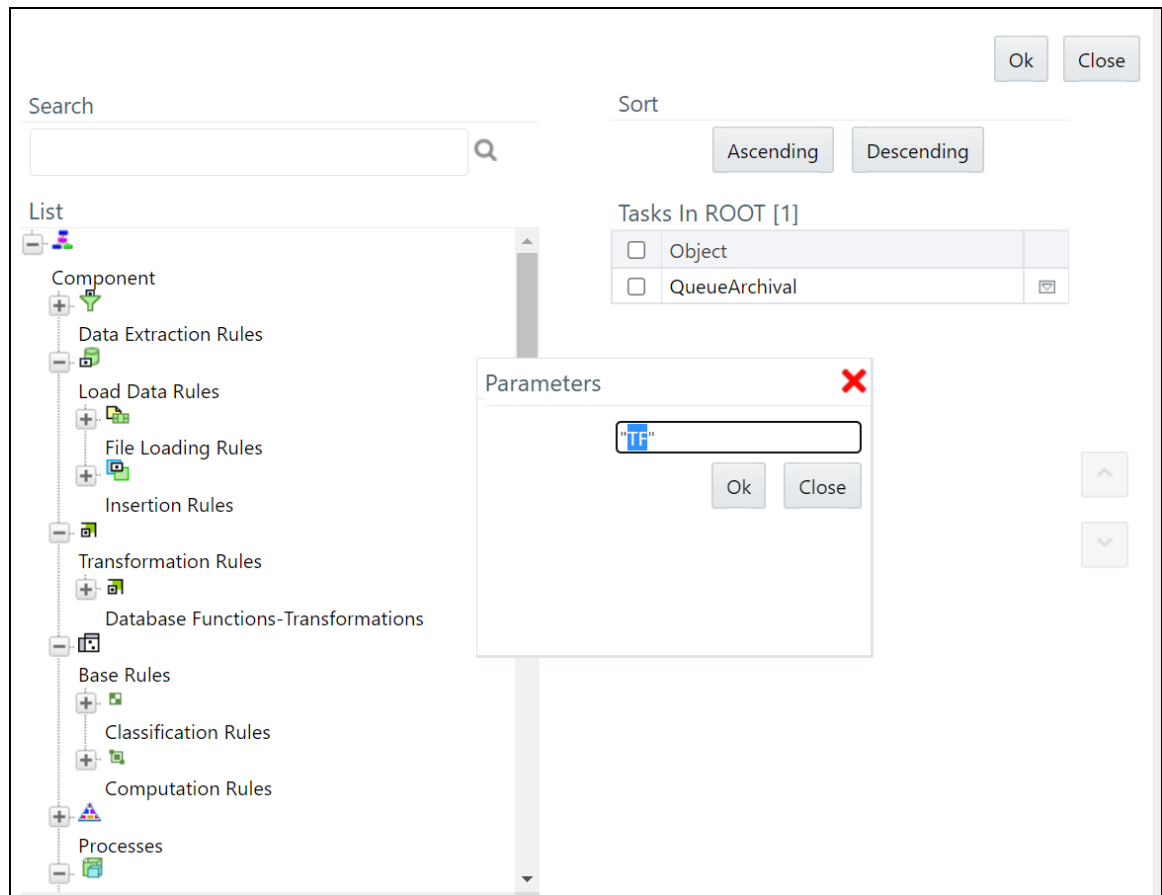 Ok Close
Search
Sort
Ascending Descending
List
Tasks In ROOT [1]
Object
QueueArchival
Component
Data Extraction Rules
Load Data Rules
File Loading Rules
Insertion Rules
Transformation Rules
Database Functions-Transformations
Base Rules
Classification Rules
Computation Rules
Processes
Parameters
"TF"
Ok Close